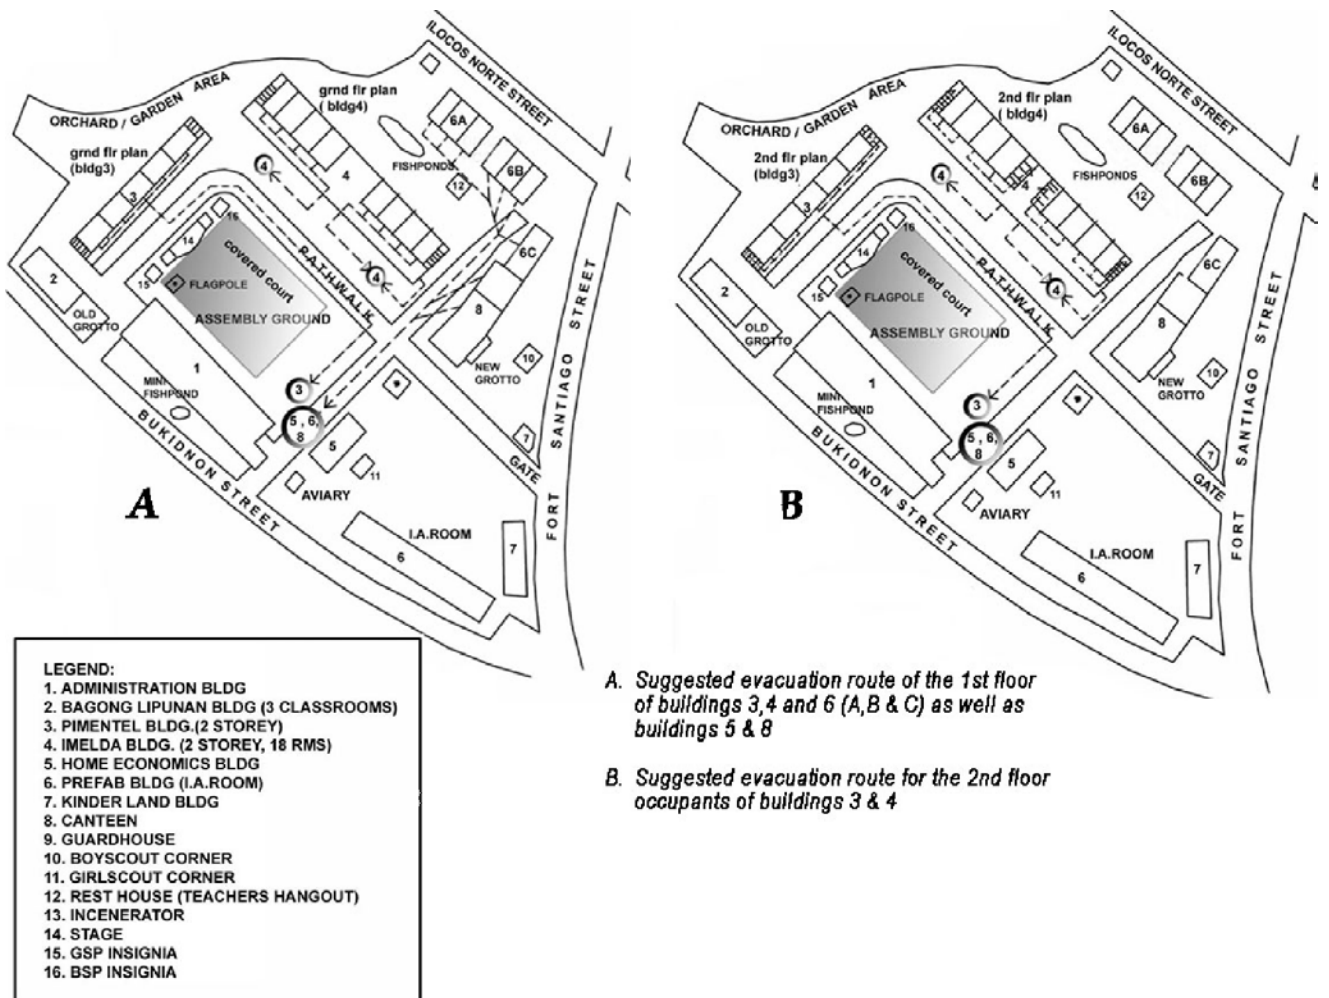 ILOCOS NORTE STREET
ORCHARD / GARDEN AREA
grnd flr plan
( bldg4)
grnd flr plan
(bldg3)
6A
6B
6C
FISHPONDS
12
4
4
3
16
14
15
covered court
PATHWALK
FLAGPOLE
ASSEMBLY GROUND
4
2
OLD
GROTTO
8
1
MINI
FISHPOND
NEW
GROTTO
10
3
5 , 6,
8
5
7
GATE
11
AVIARY
I.A.ROOM
6
7
BUKIDNON STREET
FORT SANTIAGO STREET
A
ILOCOS NORTE STREET
ORCHARD / GARDEN AREA
2nd flr plan
( bldg4)
2nd flr plan
(bldg3)
6A
6B
6C
FISHPONDS
12
4
4
3
16
14
15
covered court
PATHWALK
FLAGPOLE
ASSEMBLY GROUND
4
2
OLD
GROTTO
8
1
MINI
FISHPOND
NEW
GROTTO
10
3
5 , 6,
8
5
7
GATE
11
AVIARY
I.A.ROOM
6
7
BUKIDNON STREET
FORT SANTIAGO STREET
B
LEGEND:
1. ADMINISTRATION BLDG
2. BAGONG LIPUNAN BLDG (3 CLASSROOMS)
3. PIMENTEL BLDG.(2 STOREY)
4. IMELDA BLDG. (2 STOREY, 18 RMS)
5. HOME ECONOMICS BLDG
6. PREFAB BLDG (I.A.ROOM)
7. KINDER LAND BLDG
8. CANTEEN
9. GUARDHOUSE
10. BOYSCOUT CORNER
11. GIRLSCOUT CORNER
12. REST HOUSE (TEACHERS HANGOUT)
13. INCENERATOR
14. STAGE
15. GSP INSIGNIA
16. BSP INSIGNIA
A. Suggested evacuation route of the 1st floor
of buildings 3,4 and 6 (A,B & C) as well as
buildings 5 & 8
B. Suggested evacuation route for the 2nd floor
occupants of buildings 3 & 4